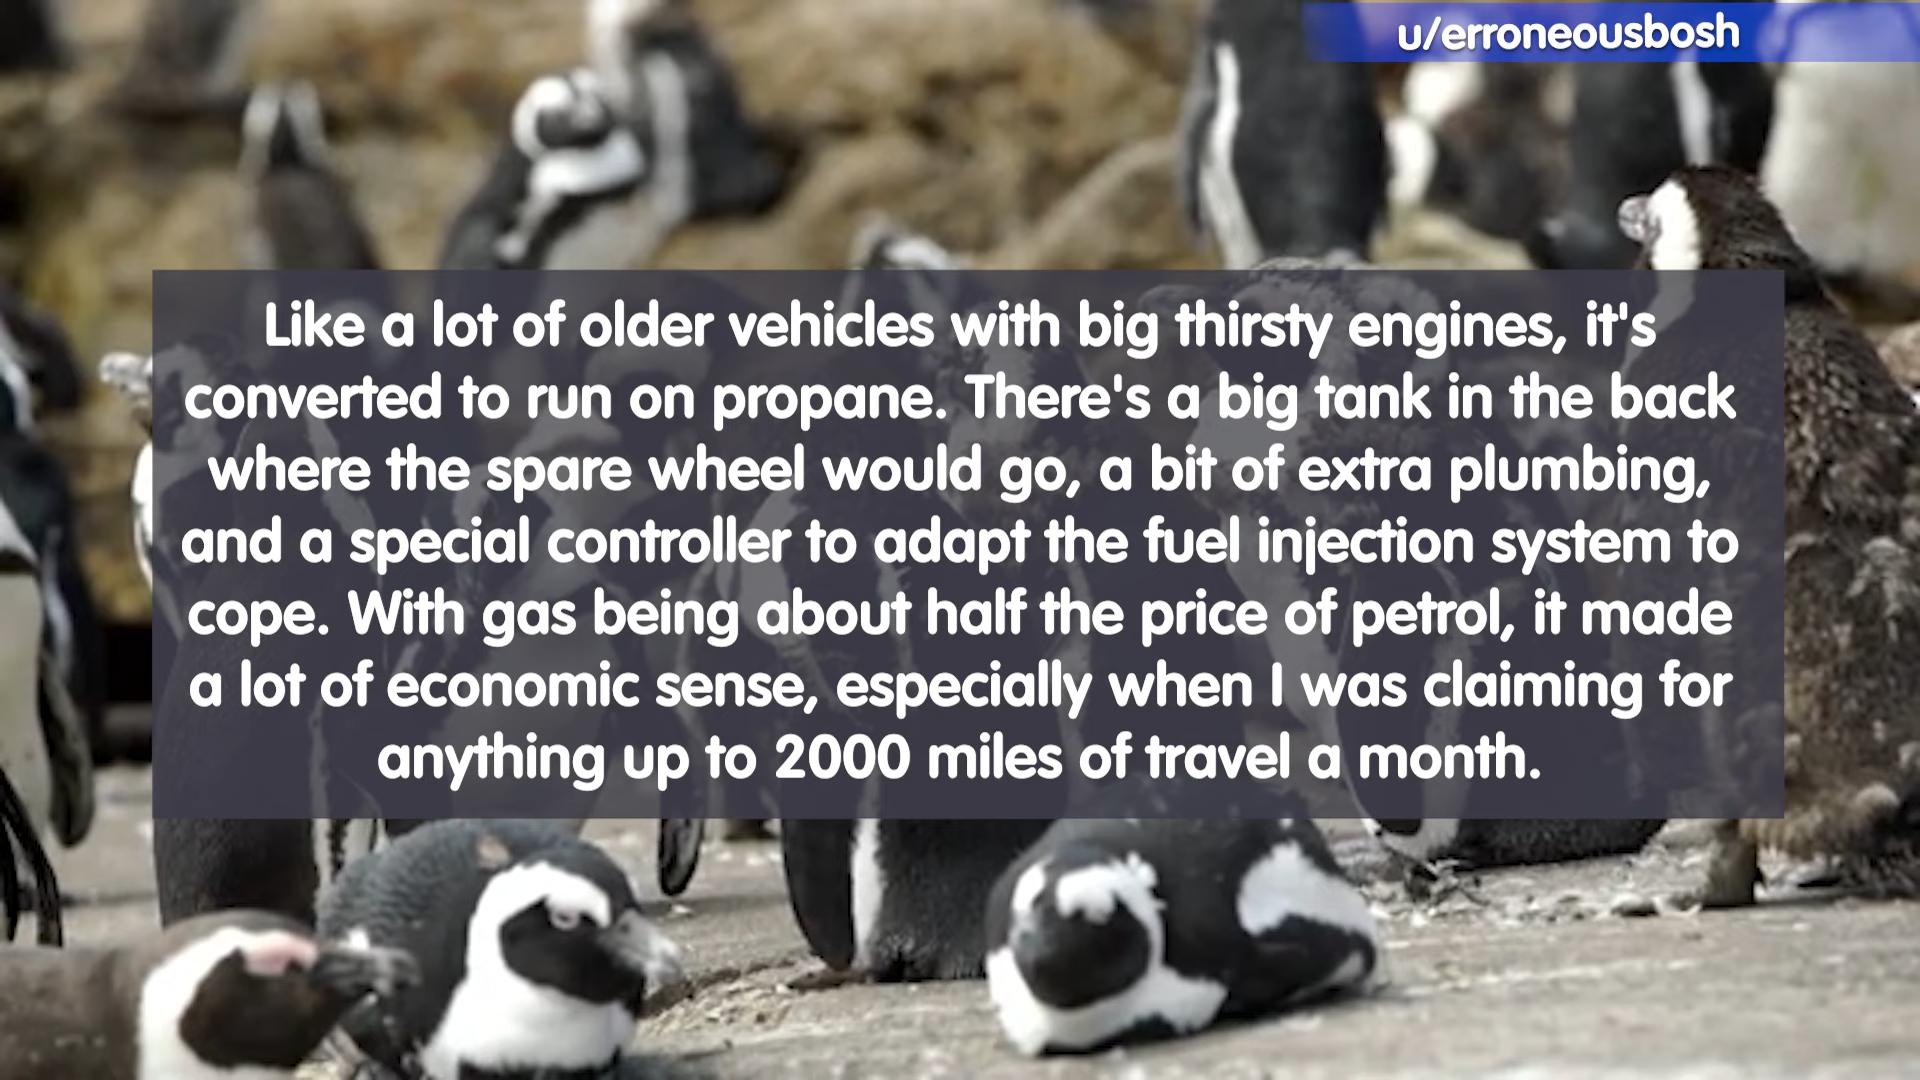 u/erroneousbosh
Like a lot of older vehicles with big thirsty engines, it's
converted to run on propane. There's a big tank in the back
where the spare wheel would go, a bit of extra plumbing,
and a special controller to adapt the fuel injection system to
cope. With gas being about half the price of petrol, it made
a lot of economic sense, especially when I was claiming for
anything up to 2000 miles of travel a month.